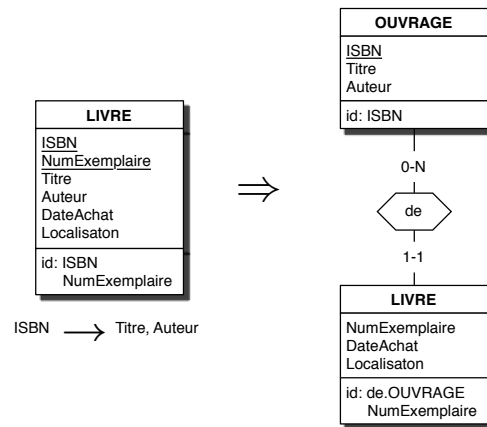 LIVRE
ISBN
NumExemplaire
Titre
Auteur
DateAchat
Localisaton
id: ISBN
NumExemplaire
ISBN ⟶ Titre, Auteur
⇒
OUVRAGE
ISBN
Titre
Auteur
id: ISBN
0-N
de
1-1
LIVRE
NumExemplaire
DateAchat
Localisaton
id: de.OUVRAGE
NumExemplaire